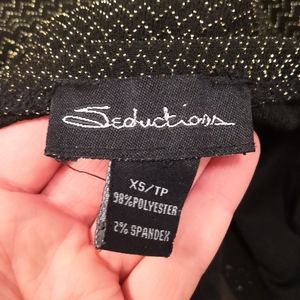 Seductions
XS/TP
98%POLYESTER
2% SPANDEX